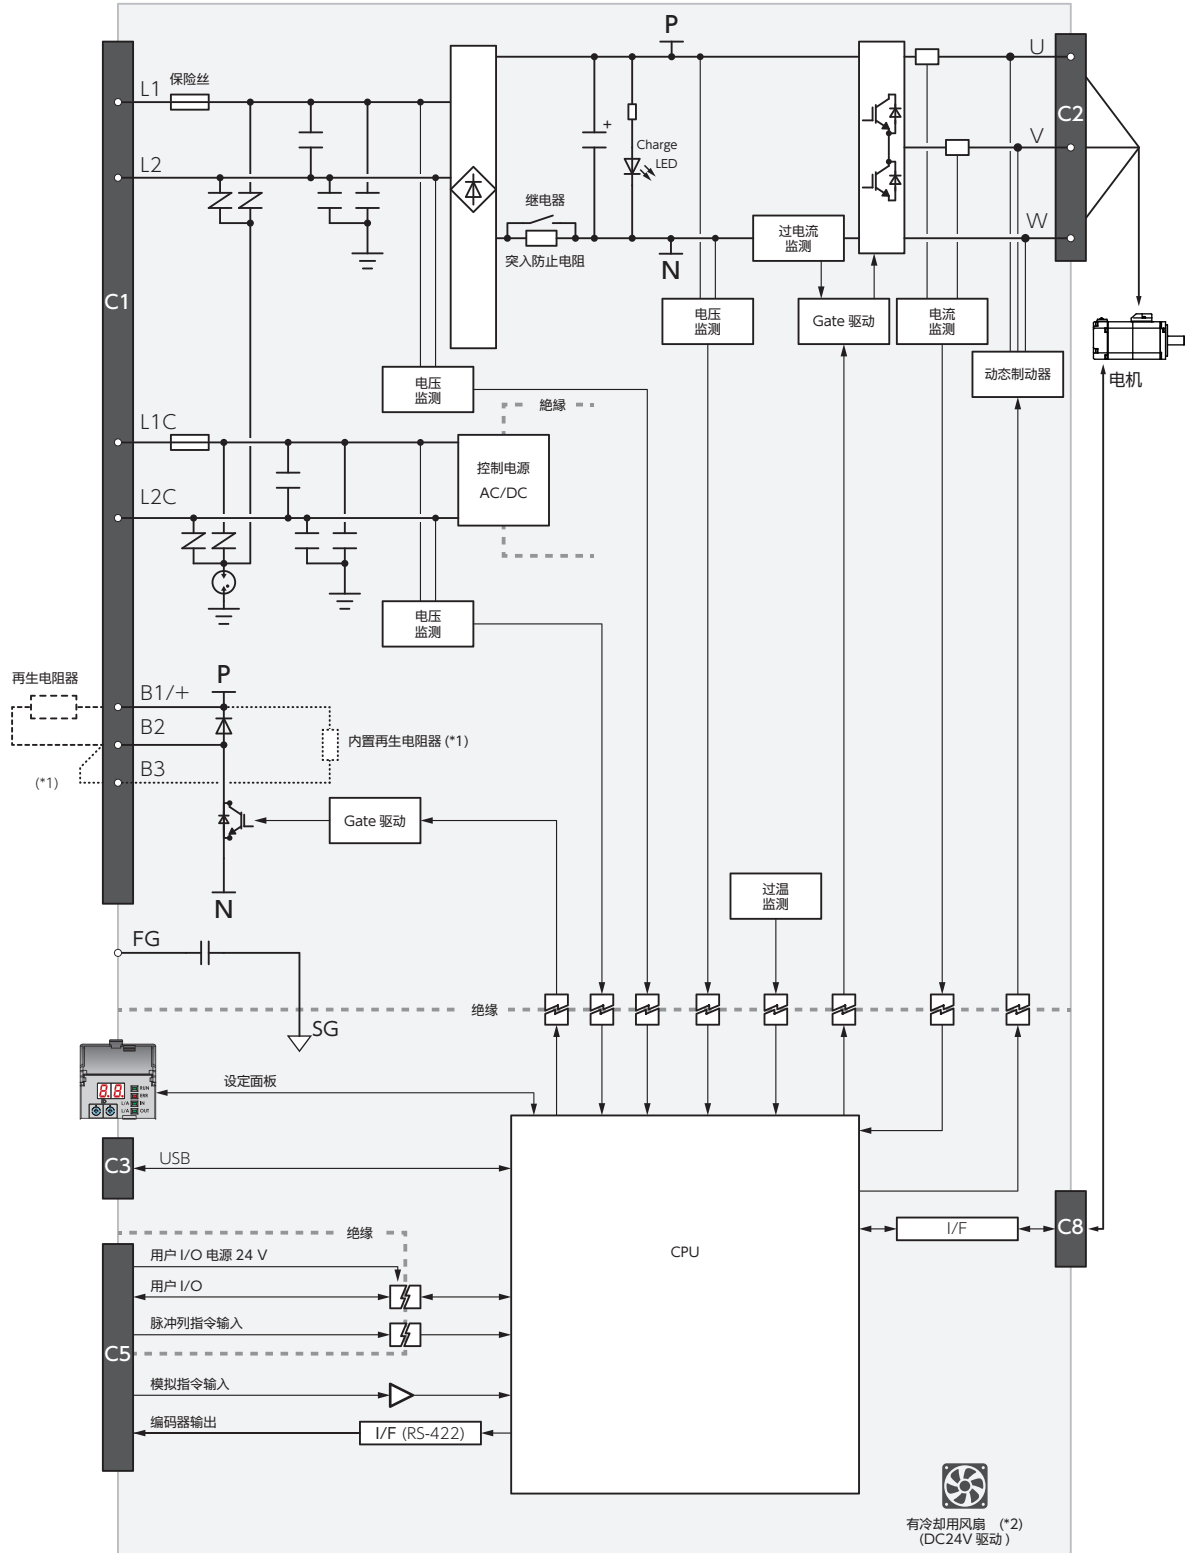 P
U
L1
保险丝
C2
+
Charge
LED
V
L2
继电器
W
过电流
监测
突入防止电阻
N
C1
电压
监测
Gate 驱动
电流
监测
动态制动器
电机
电压
监测
絶縁
L1C
控制电源
AC/DC
L2C
电压
监测
再生电阻器
P
B1/+
B2
内置再生电阻器 (*1)
B3
(*1)
Gate 驱动
过温
监测
N
FG
绝缘
SG
设定面板
RUN
ERR
L/A IN
L/A OUT
C3
USB
绝缘
I/F
C8
用户 I/O 电源 24 V
CPU
用户 I/O
脉冲列指令输入
C5
模拟指令输入
编码器输出
I/F (RS-422)
有冷却用风扇 (*2)
(DC24V 驱动 )